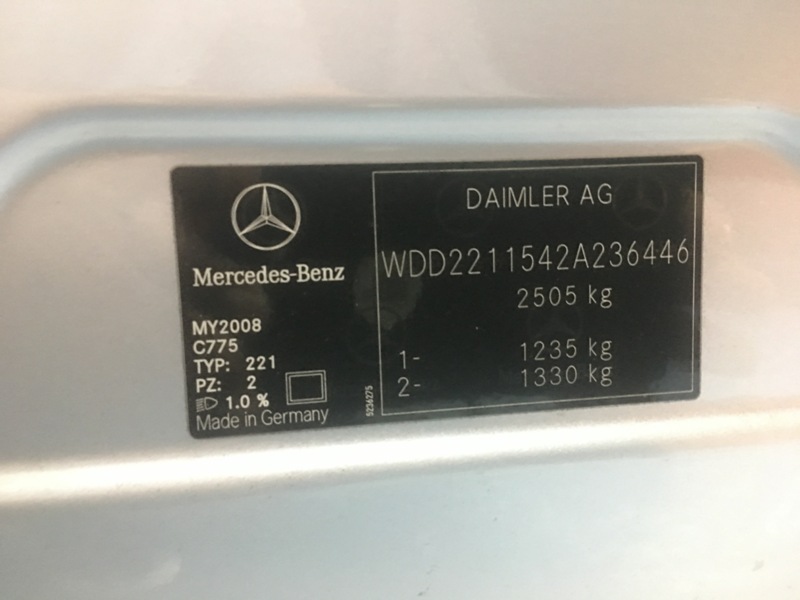 Mercedes-Benz
MY2008
C775
TYP: 221
PZ: 2
1.0 %
Made in Germany
5236275
DAIMLER AG
WDD2211542A236446
2505 kg
1- 1235 kg
2- 1330 kg